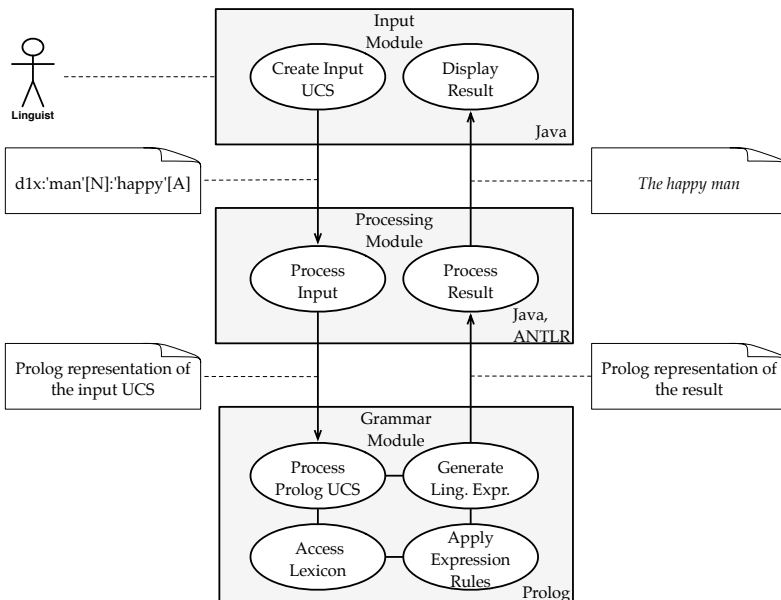 Input
Module
Create Input
UCS
Display
Result
Java
Linguist
d1x:'man'[N]:'happy'[A]
The happy man
Processing
Module
Process
Input
Process
Result
Java,
ANTLR
Prolog representation of
the input UCS
Prolog representation of
the result
Grammar
Module
Process
Prolog UCS
Generate
Ling. Expr.
Access
Lexicon
Apply
Expression
Rules
Prolog